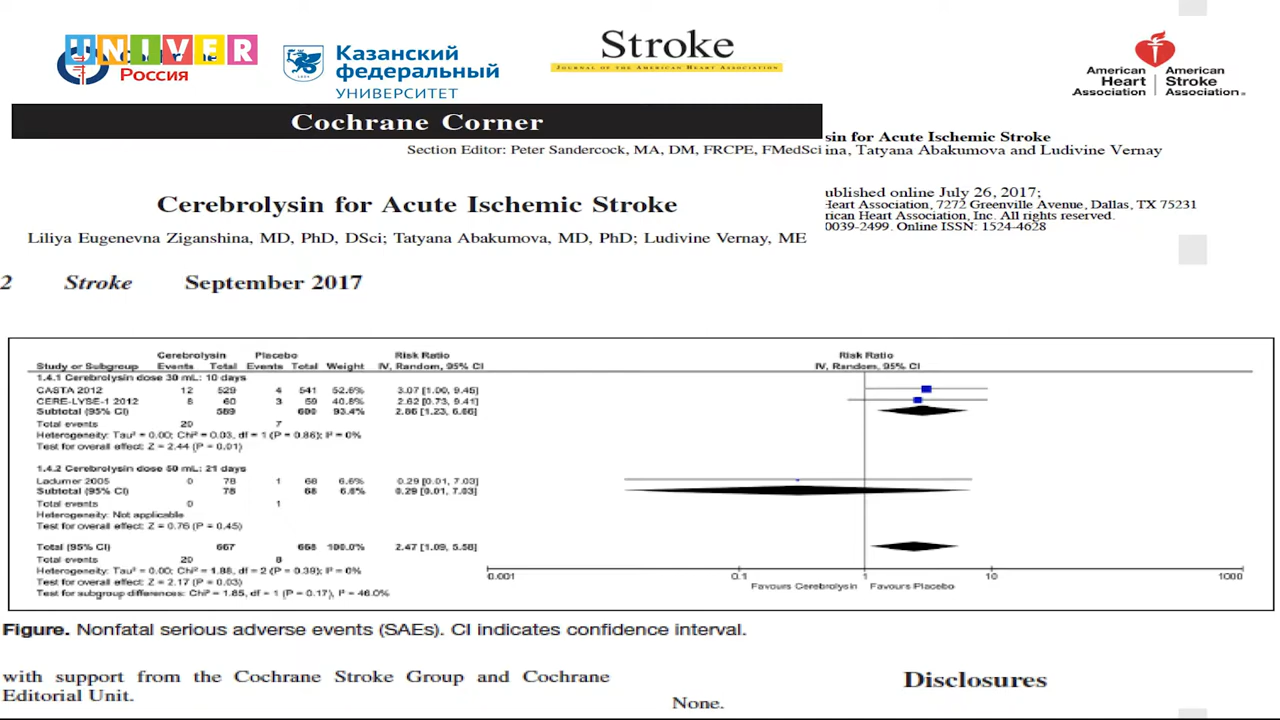 UNIVER
Россия
Казанский
федеральный
УНИВЕРСИТЕТ
Stroke
JOURNAL OF THE AMERICAN HEART ASSOCIATION
American Heart Association
American Stroke Association
Cochrane Corner
Section Editor: Peter Sandercock, MA, DM, FRCPE, FMedSci
sin for Acute Ischemic Stroke
ina, Tatyana Abakumova and Ludivine Vernay
Cerebrolysin for Acute Ischemic Stroke
Liliya Eugenevna Ziganshina, MD, PhD, DSci; Tatyana Abakumova, MD, PhD; Ludivine Vernay, ME
ublished online July 26, 2017;
Heart Association, 7272 Greenville Avenue, Dallas, TX 75231
rican Heart Association, Inc. All rights reserved.
0039-2499. Online ISSN: 1524-4628
2 Stroke September 2017
Cerebrolysin Placebo Risk Ratio Risk Ratio
Study or Subgroup Events Total Events Total Weight IV, Random, 95% CI IV, Random, 95% CI
1.4.1 Cerebrolysin dose 30 mL: 10 days
CASTA 2012 12 529 4 541 52.6% 3.07 [1.00, 9.45]
CERE-LYSE-1 2012 8 60 3 59 40.8% 2.62 [0.73, 9.41]
Subtotal (95% CI) 589 600 93.4% 2.86 [1.23, 6.66]
Total events 20 7
Heterogeneity: Tau² = 0.00; Chi² = 0.03, df = 1 (P = 0.86); I² = 0%
Test for overall effect: Z = 2.44 (P = 0.01)
1.4.2 Cerebrolysin dose 50 mL: 21 days
Ladurner 2005 0 78 1 68 6.6% 0.29 [0.01, 7.03]
Subtotal (95% CI) 78 68 6.6% 0.29 [0.01, 7.03]
Total events 0 1
Heterogeneity: Not applicable
Test for overall effect: Z = 0.76 (P = 0.45)
Total (95% CI) 667 668 100.0% 2.47 [1.09, 5.58]
Total events 20 8
Heterogeneity: Tau² = 0.00; Chi² = 1.88, df = 2 (P = 0.39); I² = 0%
Test for overall effect: Z = 2.17 (P = 0.03)
Test for subgroup differences: Chi² = 1.85, df = 1 (P = 0.17), I² = 46.0%
0.001 0.1 1 10 1000
Favours Cerebrolysin Favours Placebo
Figure. Nonfatal serious adverse events (SAEs). CI indicates confidence interval.
with support from the Cochrane Stroke Group and Cochrane
Editorial Unit.
Disclosures
None.